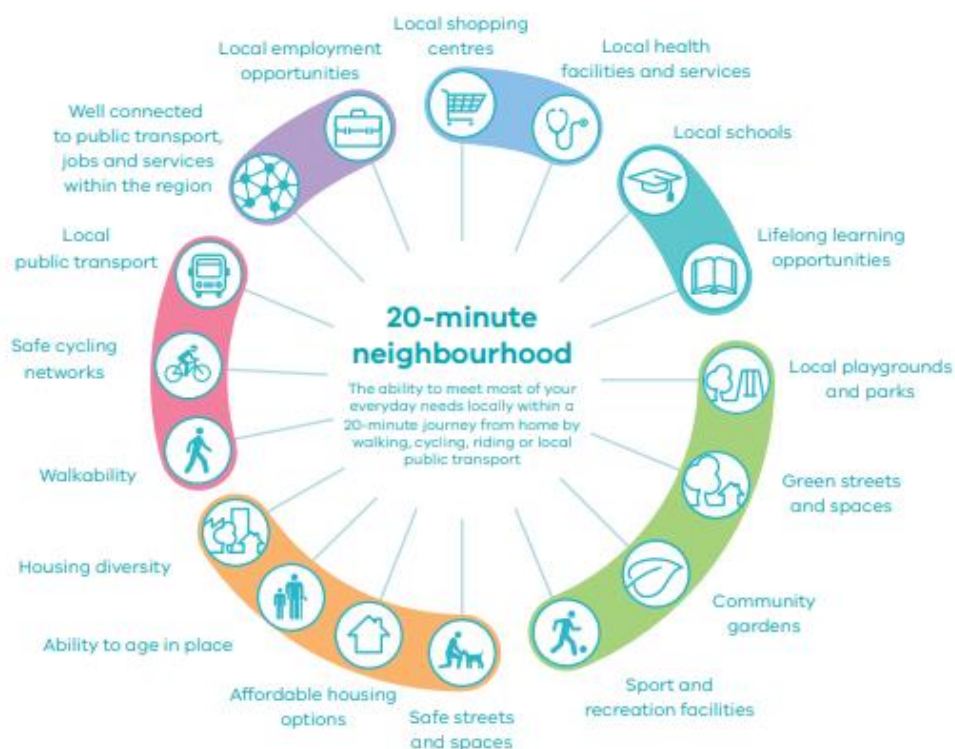 Local shopping
centres
Local health
facilities and services
Local schools
Lifelong learning
opportunities
Local playgrounds
and parks
Green streets
and spaces
Community
gardens
Sport and
recreation facilities
Safe streets
and spaces
Affordable housing
options
Ability to age in place
Housing diversity
Walkability
Safe cycling
networks
Local
public transport
Well connected
to public transport,
jobs and services
within the region
Local employment
opportunities
20-minute
neighbourhood
The ability to meet most of your
everyday needs locally within a
20-minute journey from home by
walking, cycling, riding or local
public transport